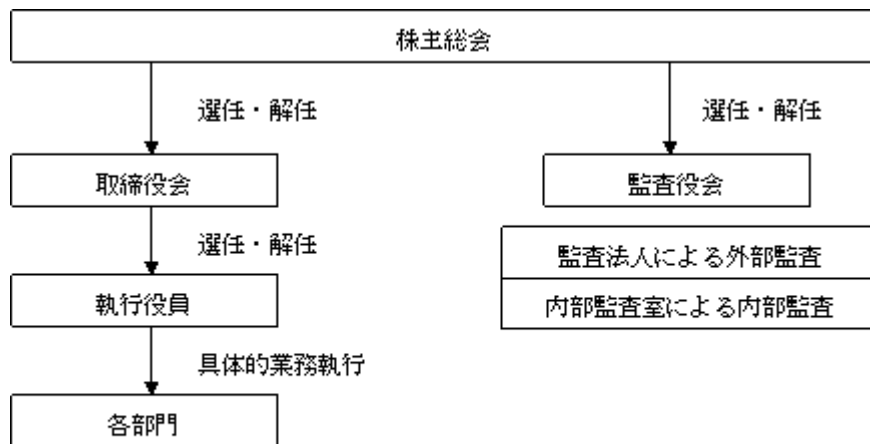 株主総会
選任・解任
選任・解任
取締役会
監査役会
選任・解任
監査法人による外部監査
執行役員
内部監査室による内部監査
具体的業務執行
各部門